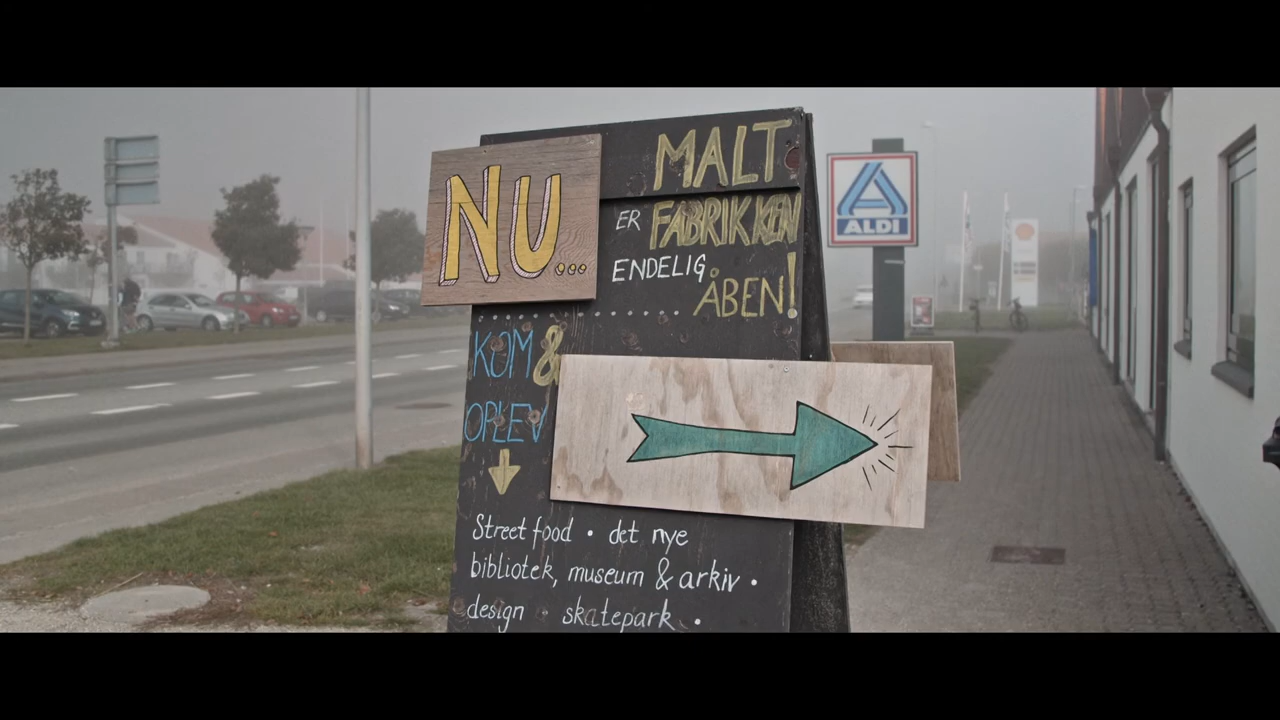 NU...
MALT
ER FABRIKKEN
ENDELIG
ÅBEN!
KOM &
OPLEV
Street food • det nye
bibliotek, museum & arkiv •
design • skatepark •
ALDI